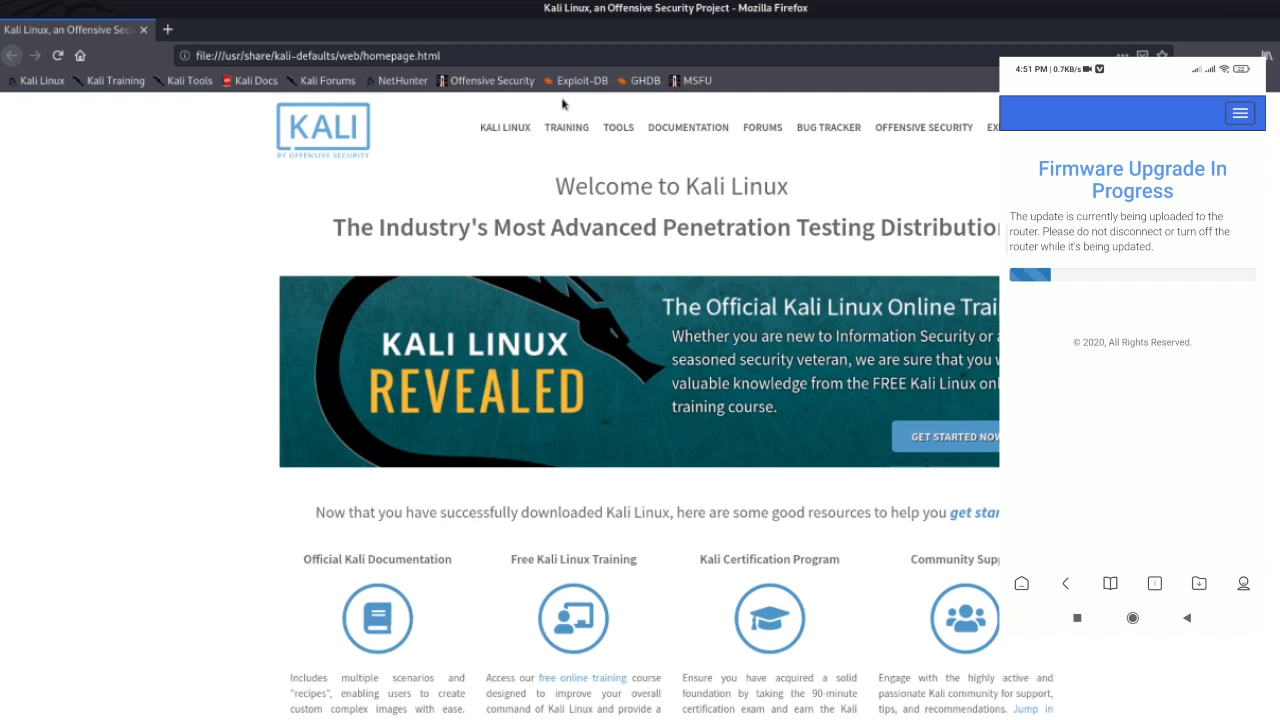 Kali Linux, an Offensive Security Project - Mozilla Firefox
Kali Linux, an Offensive Sec
file:///usr/share/kali-defaults/web/homepage.html
Kali Linux Kali Training Kali Tools Kali Docs Kali Forums NetHunter Offensive Security Exploit-DB GHDB MSFU
KALI
BY OFFENSIVE SECURITY
KALI LINUX TRAINING TOOLS DOCUMENTATION FORUMS BUG TRACKER OFFENSIVE SECURITY EX
Welcome to Kali Linux
The Industry's Most Advanced Penetration Testing Distributio
KALI LINUX
REVEALED
The Official Kali Linux Online Trai
Whether you are new to Information Security or a
seasoned security veteran, we are sure that you w
valuable knowledge from the FREE Kali Linux onl
training course.
GET STARTED NOW
Now that you have successfully downloaded Kali Linux, here are some good resources to help you get star
Official Kali Documentation
Includes multiple scenarios and
"recipes", enabling users to create
custom complex images with ease.
Free Kali Linux Training
Access our free online training course
designed to improve your overall
command of Kali Linux and provide a
Kali Certification Program
Ensure you have acquired a solid
foundation by taking the 90-minute
certification exam and earn the Kali
Community Supp
Engage with the highly active and
passionate Kali community for support,
tips, and recommendations. Jump in
4:51 PM | 0.7KB/s
22
Firmware Upgrade In
Progress
The update is currently being uploaded to the
router. Please do not disconnect or turn off the
router while it's being updated.
© 2020, All Rights Reserved.